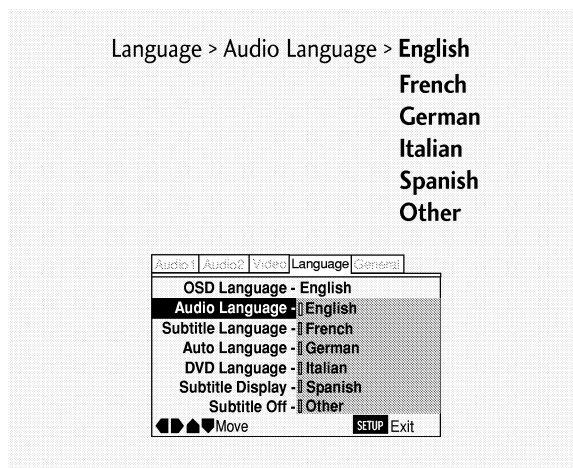 Language > Audio Language > English
French
German
Italian
Spanish
Other
Audio1 Audio2 Video Language General
OSD Language - English
Audio Language - English
Subtitle Language - French
Auto Language - German
DVD Language - Italian
Subtitle Display - Spanish
Subtitle Off - Other
Move SETUP Exit